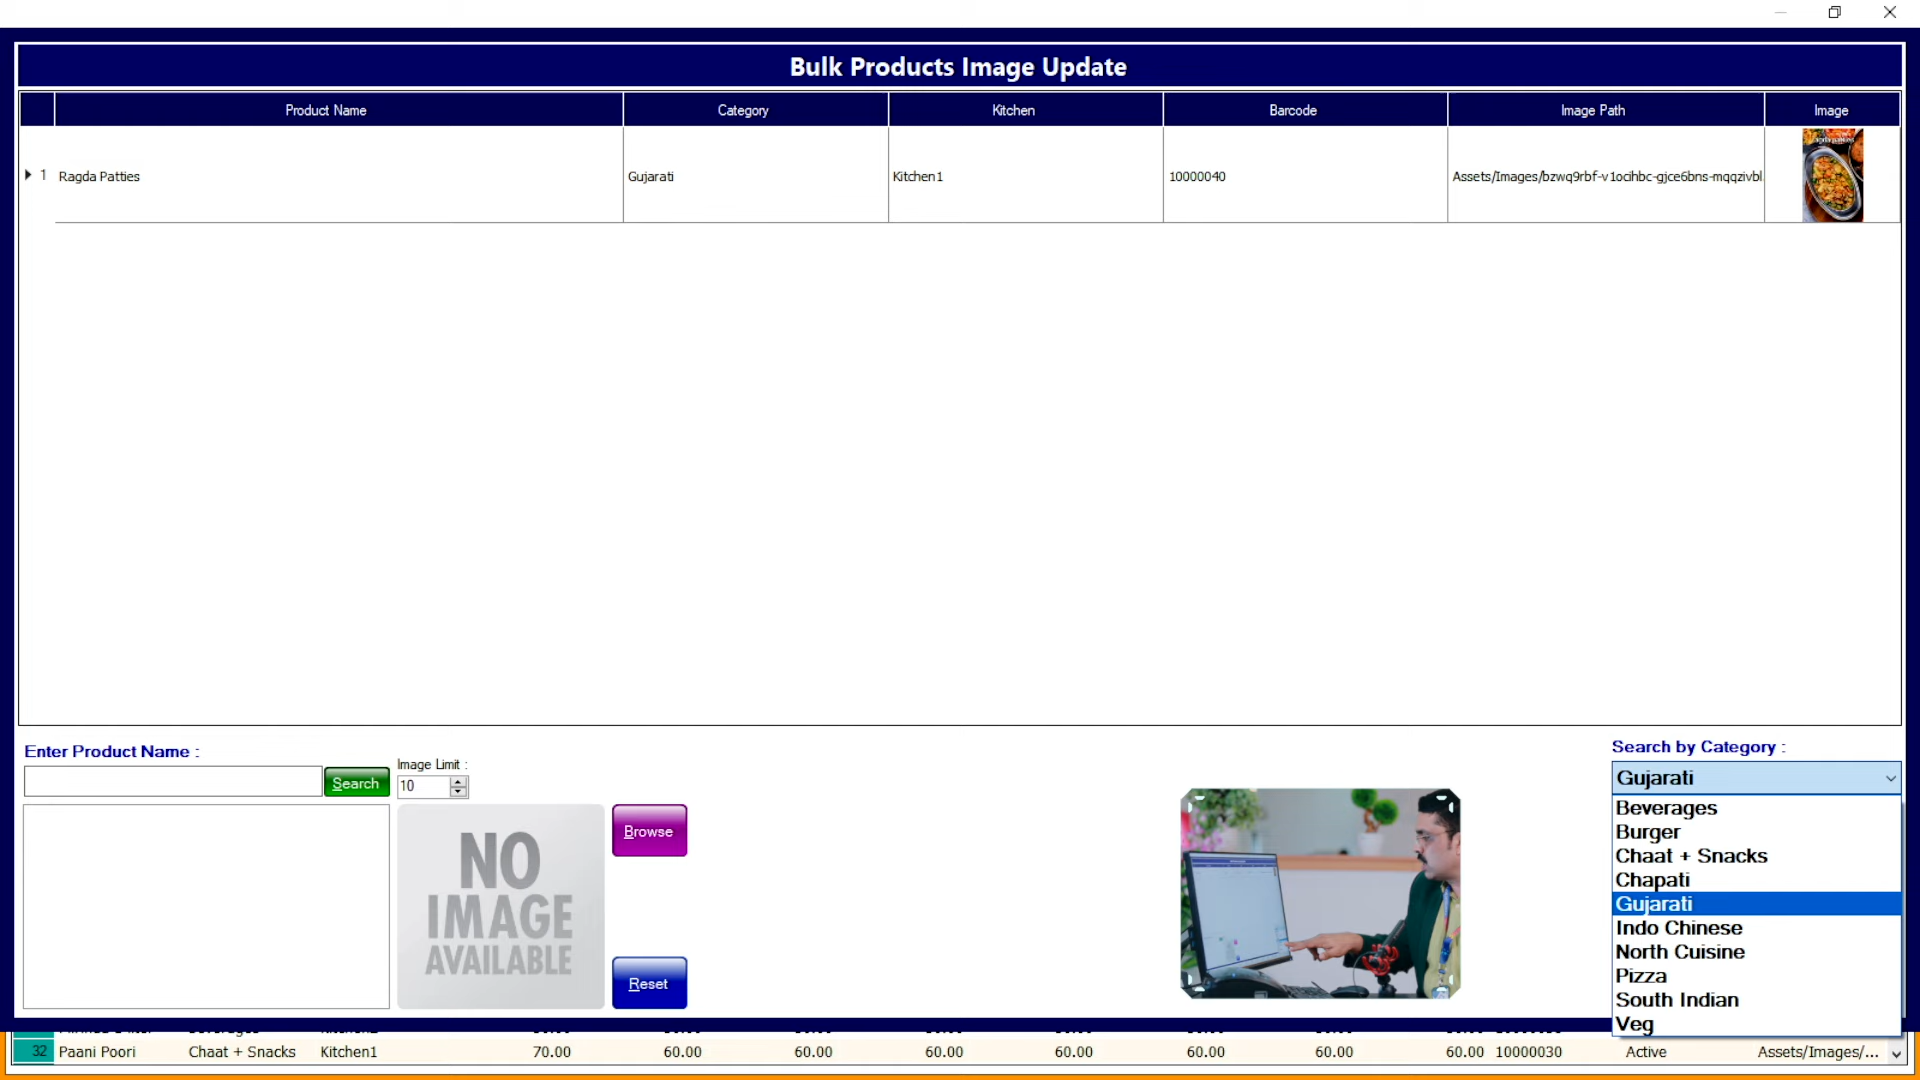 Bulk Products Image Update
Product Name Category Kitchen Barcode Image Path Image
1 Ragda Patties Gujarati Kitchen1 10000040 Assets/Images/bzwq9rbf-v1ocihbc-gjce6bns-mqqzivbl
Enter Product Name :
Search
Image Limit :
10
NO
IMAGE
AVAILABLE
Browse
Reset
Search by Category :
Gujarati
Beverages
Burger
Chaat + Snacks
Chapati
Gujarati
Indo Chinese
North Cuisine
Pizza
South Indian
Veg
32 Paani Poori Chaat + Snacks Kitchen1 70.00 60.00 60.00 60.00 60.00 60.00 60.00 60.00 10000030 Active Assets/Images/...